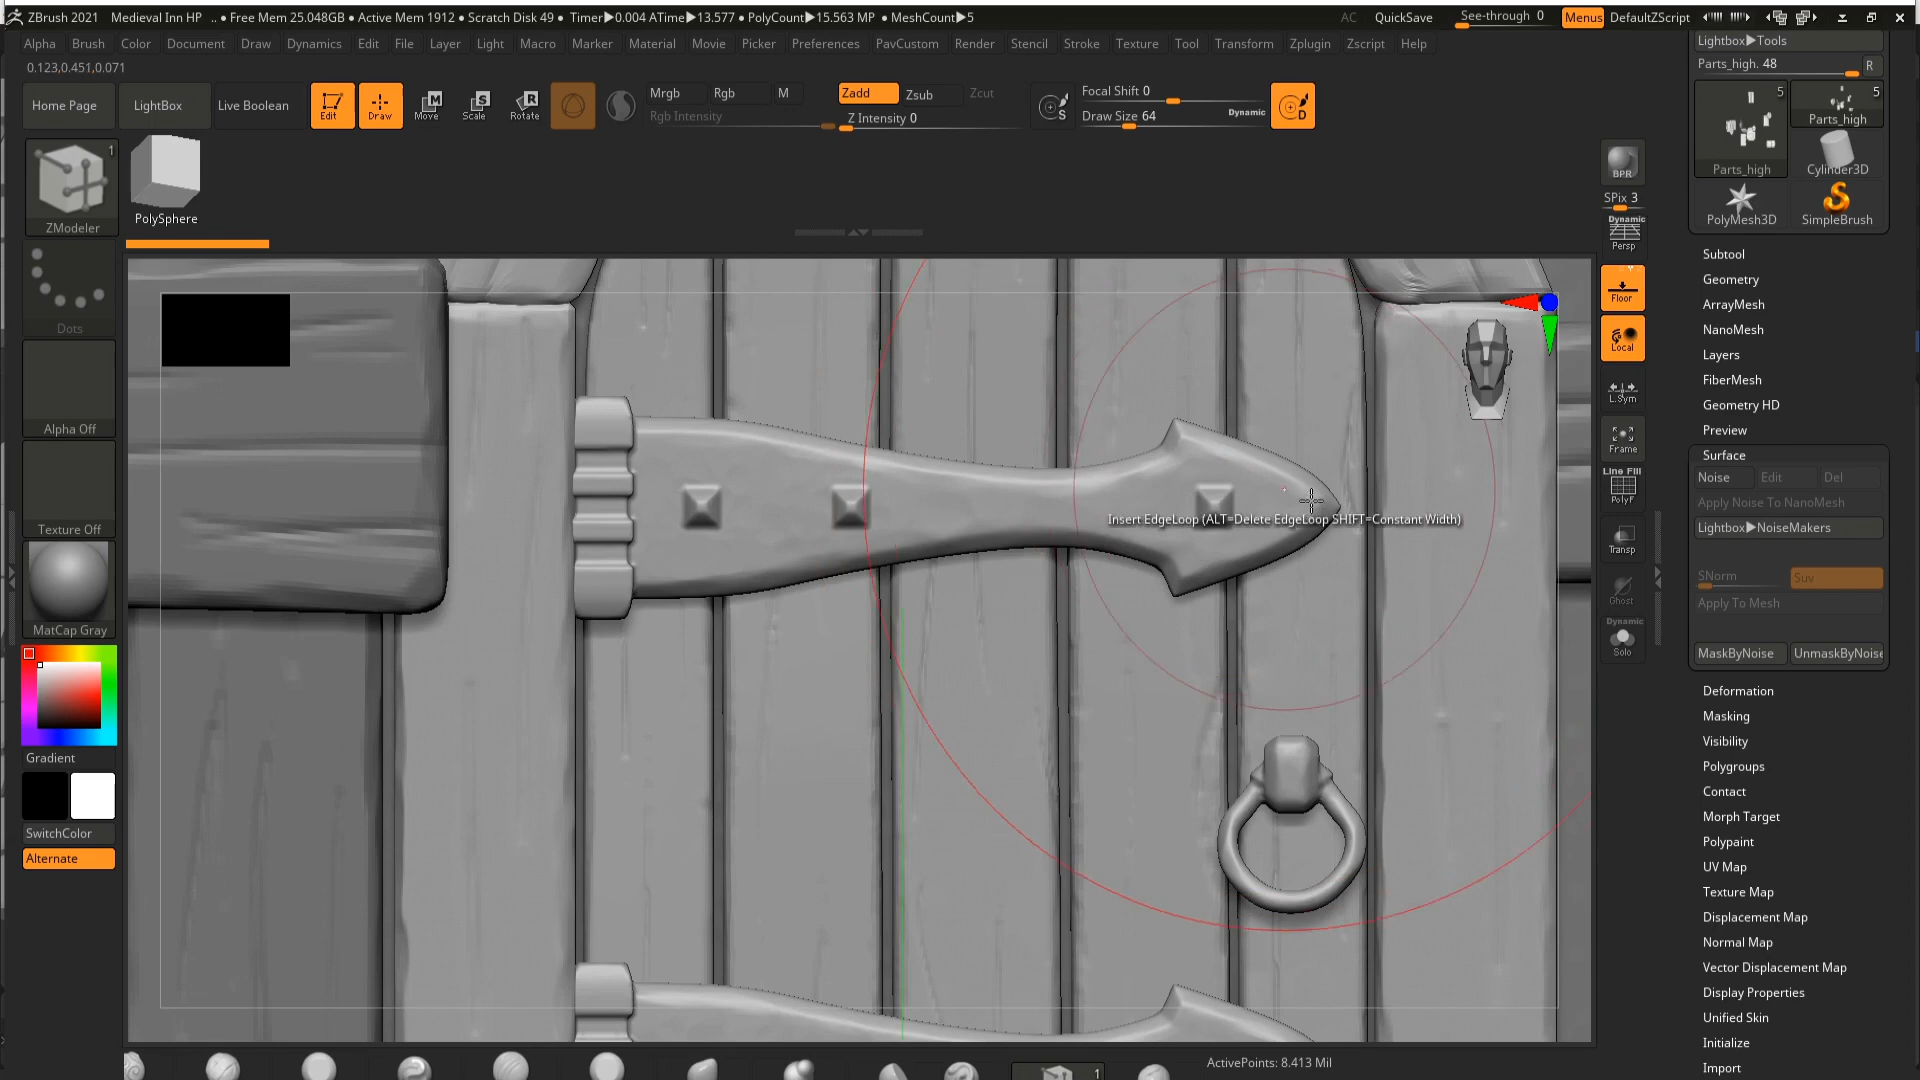 ZBrush 2021 Medieval Inn HP .. • Free Mem 25.048GB • Active Mem 1912 • Scratch Disk 49 • Timer▶0.004 ATime▶13.577 • PolyCount▶15.563 MP • MeshCount▶5 AC QuickSave See-through 0 Menus DefaultZScript
Alpha Brush Color Document Draw Dynamics Edit File Layer Light Macro Marker Material Movie Picker Preferences PavCustom Render Stencil Stroke Texture Tool Transform Zplugin Zscript Help
0.123,0.451,0.071
Home Page LightBox Live Boolean Edit Draw Move Scale Rotate
Mrgb Rgb M
Rgb Intensity
Zadd Zsub Zcut
Z Intensity 0
Focal Shift 0
Draw Size 64 Dynamic
1
ZModeler
PolySphere
Dots
Alpha Off
Texture Off
MatCap Gray
Gradient
SwitchColor
Alternate
Insert EdgeLoop (ALT=Delete EdgeLoop SHIFT=Constant Width)
1
ActivePoints: 8.413 Mil
BPR
SPix 3
Dynamic
Persp
Floor
Local
L.Sym
Frame
Line Fill
PolyF
Transp
Ghost
Dynamic
Solo
Lightbox▶Tools
Parts_high. 48 R
5 5
Parts_high
Parts_high Cylinder3D
PolyMesh3D SimpleBrush
Subtool
Geometry
ArrayMesh
NanoMesh
Layers
FiberMesh
Geometry HD
Preview
Surface
Noise Edit Del
Apply Noise To NanoMesh
Lightbox▶NoiseMakers
SNorm Suv
Apply To Mesh
MaskByNoise UnmaskByNoise
Deformation
Masking
Visibility
Polygroups
Contact
Morph Target
Polypaint
UV Map
Texture Map
Displacement Map
Normal Map
Vector Displacement Map
Display Properties
Unified Skin
Initialize
Import